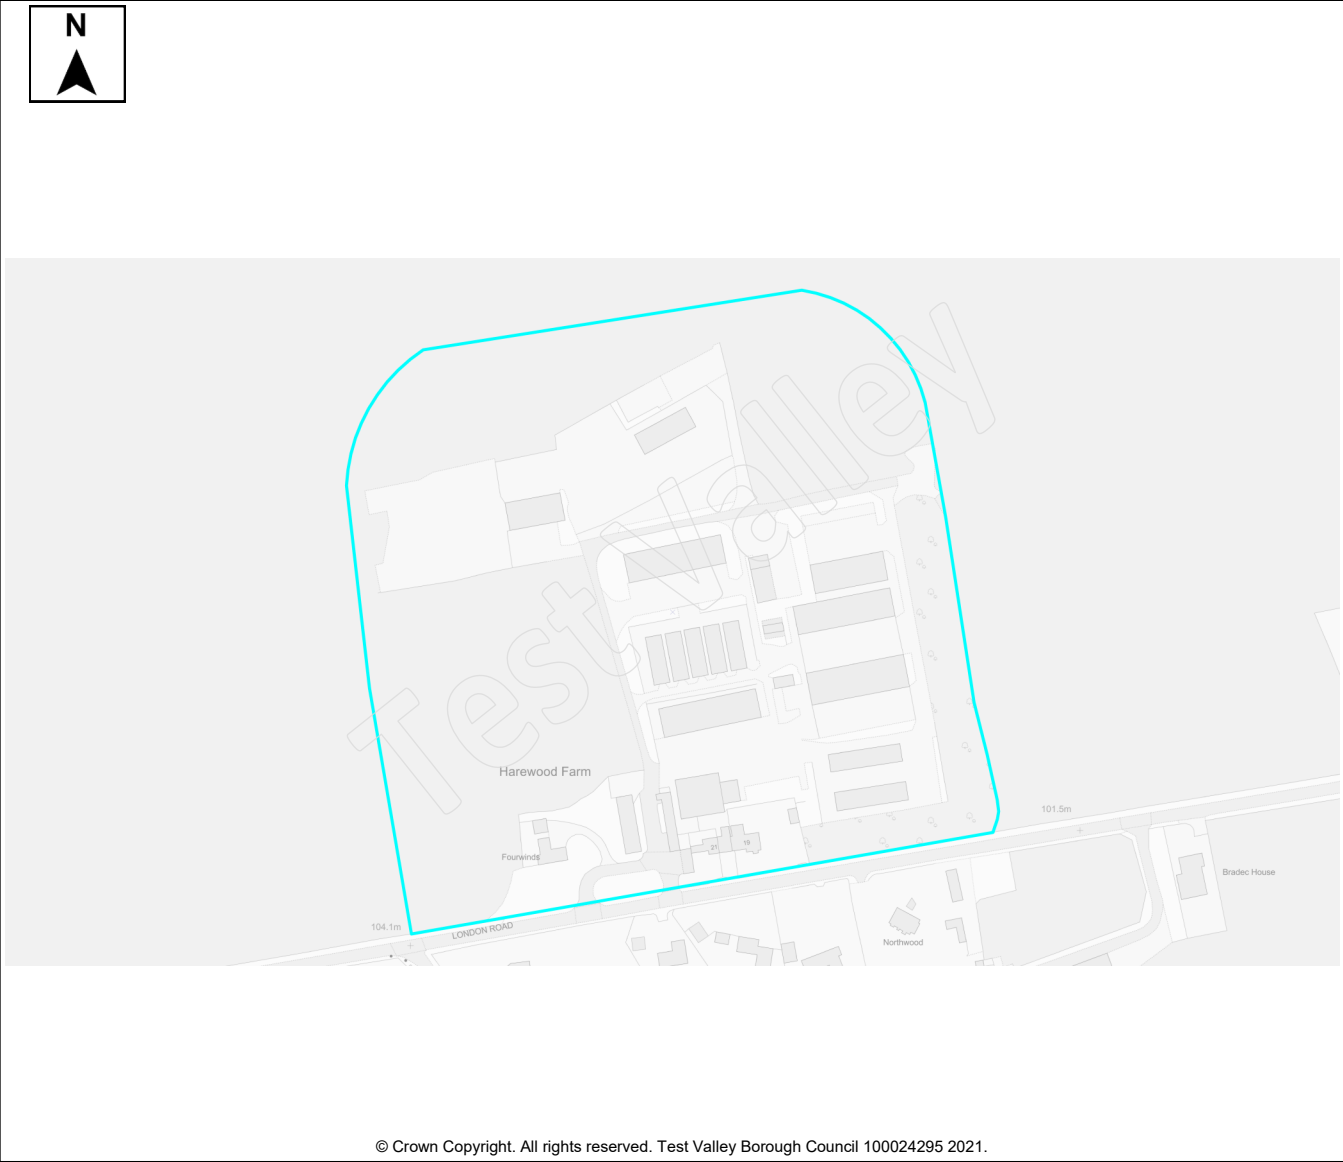 N
Test Valley
101.5m
Harewood Farm
21
15
Fourwinds
Bradec House
104.1m
LONDON ROAD
Northwood
© Crown Copyright. All rights reserved. Test Valley Borough Council 100024295 2021.